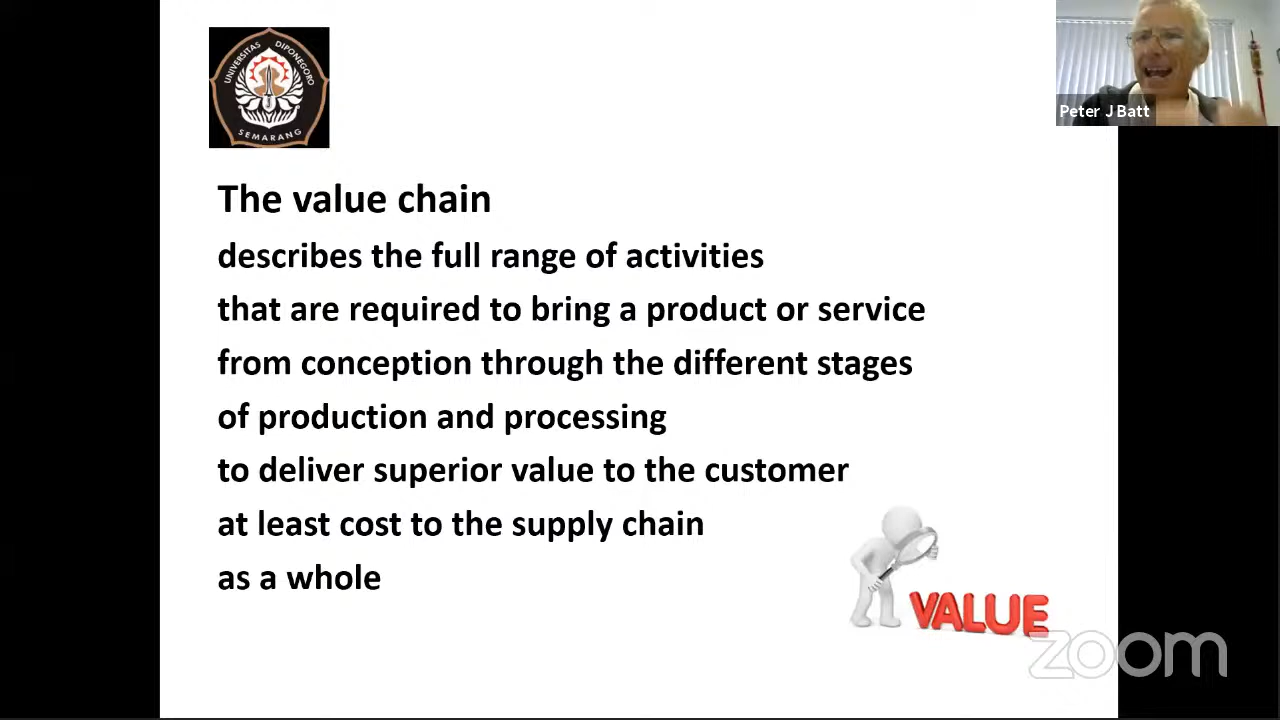 UNIVERSITAS DIPONEGORO
SEMARANG
Peter J Batt
The value chain
describes the full range of activities
that are required to bring a product or service
from conception through the different stages
of production and processing
to deliver superior value to the customer
at least cost to the supply chain
as a whole
VALUE
zoom